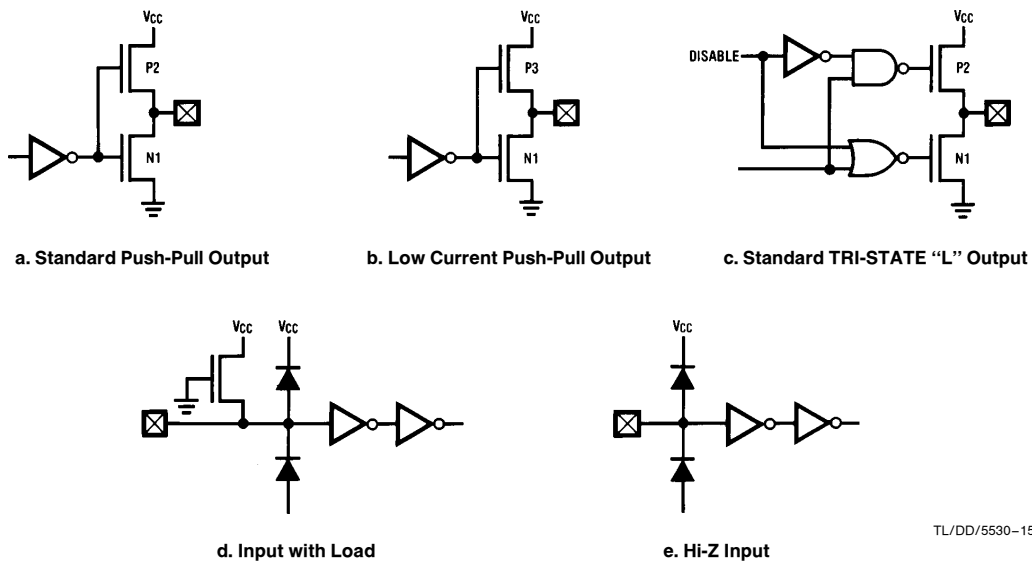 VCC
P2
N1
a. Standard Push-Pull Output
VCC
P3
N1
b. Low Current Push-Pull Output
DISABLE
VCC
P2
N1
c. Standard TRI-STATE “L” Output
VCC
VCC
d. Input with Load
VCC
e. Hi-Z Input
TL/DD/5530–15